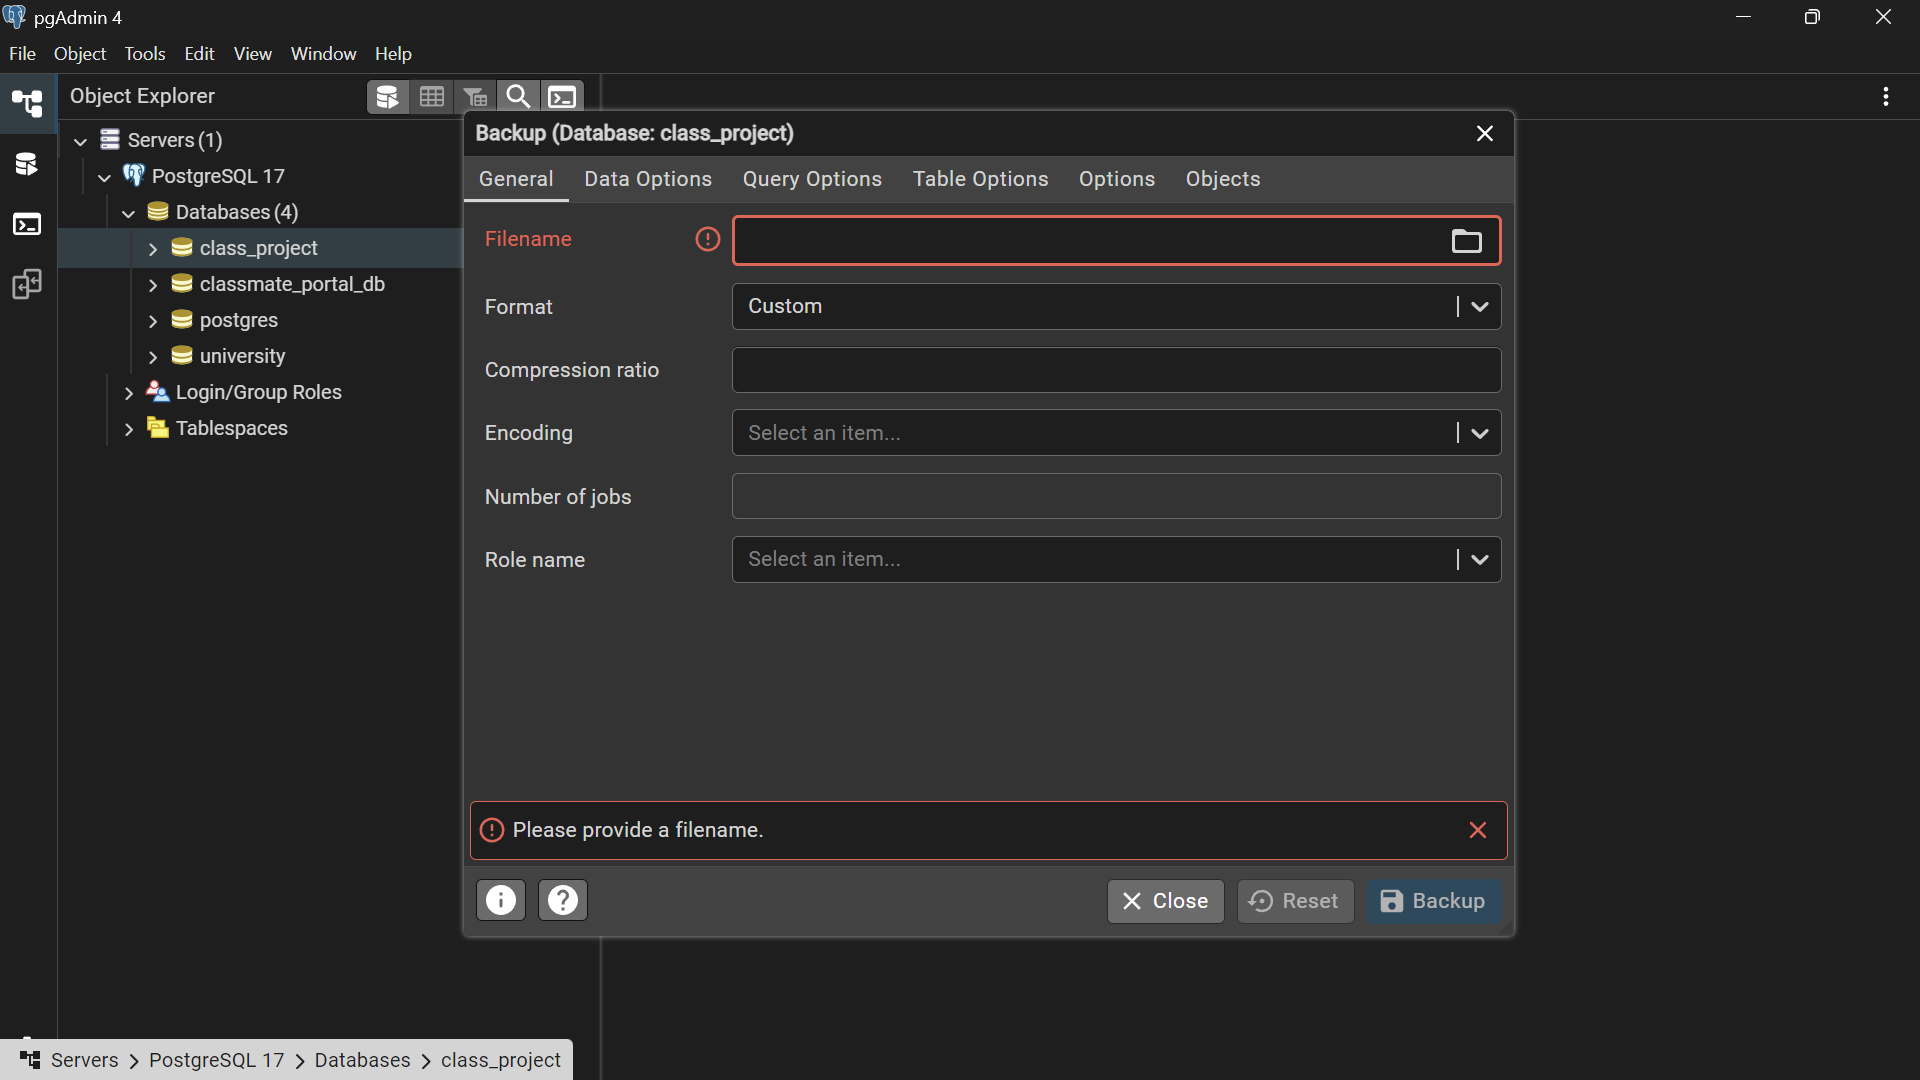 pgAdmin 4
File Object Tools Edit View Window Help
Object Explorer
Servers (1)
PostgreSQL 17
Databases (4)
class_project
classmate_portal_db
postgres
university
Login/Group Roles
Tablespaces
Backup (Database: class_project)
General Data Options Query Options Table Options Options Objects
Filename
Format Custom
Compression ratio
Encoding Select an item...
Number of jobs
Role name Select an item...
Please provide a filename.
Close Reset Backup
Servers > PostgreSQL 17 > Databases > class_project